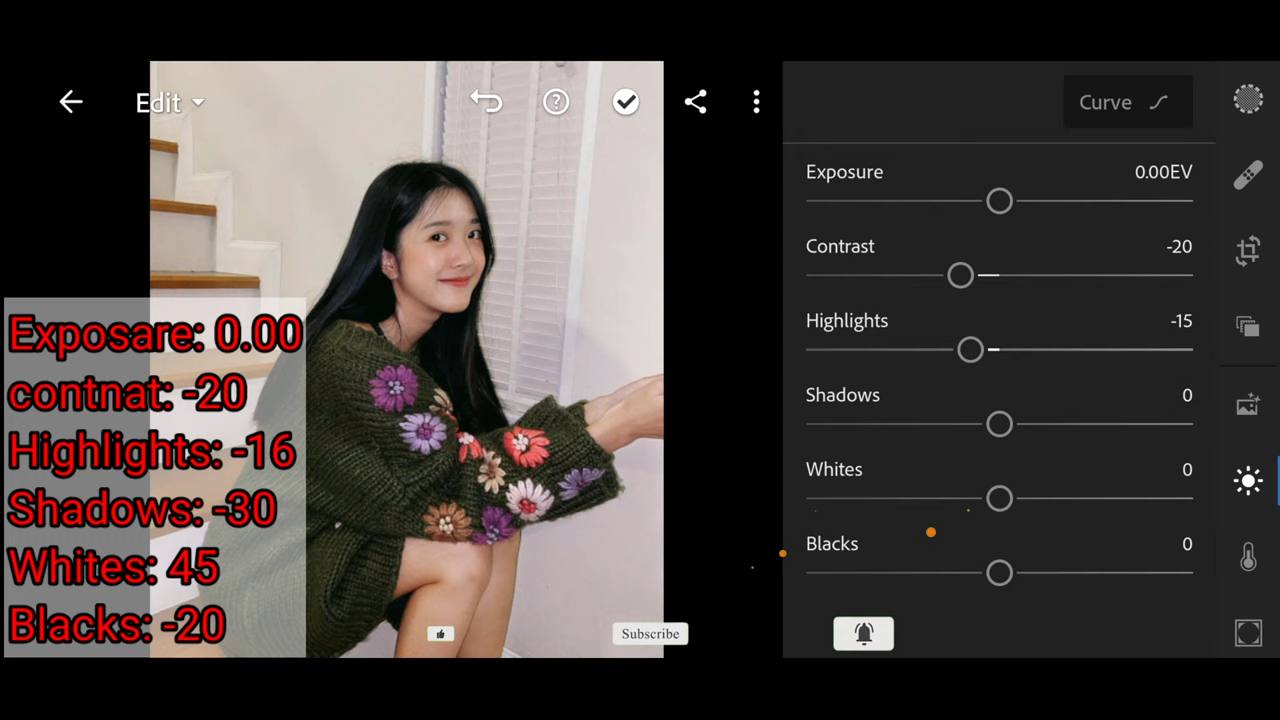 Edit
Curve
Exposure 0.00EV
Contrast -20
Highlights -15
Shadows 0
Whites 0
Blacks 0
Exposare: 0.00
contnat: -20
Highlights: -16
Shadows: -30
Whites: 45
Blacks: -20
Subscribe